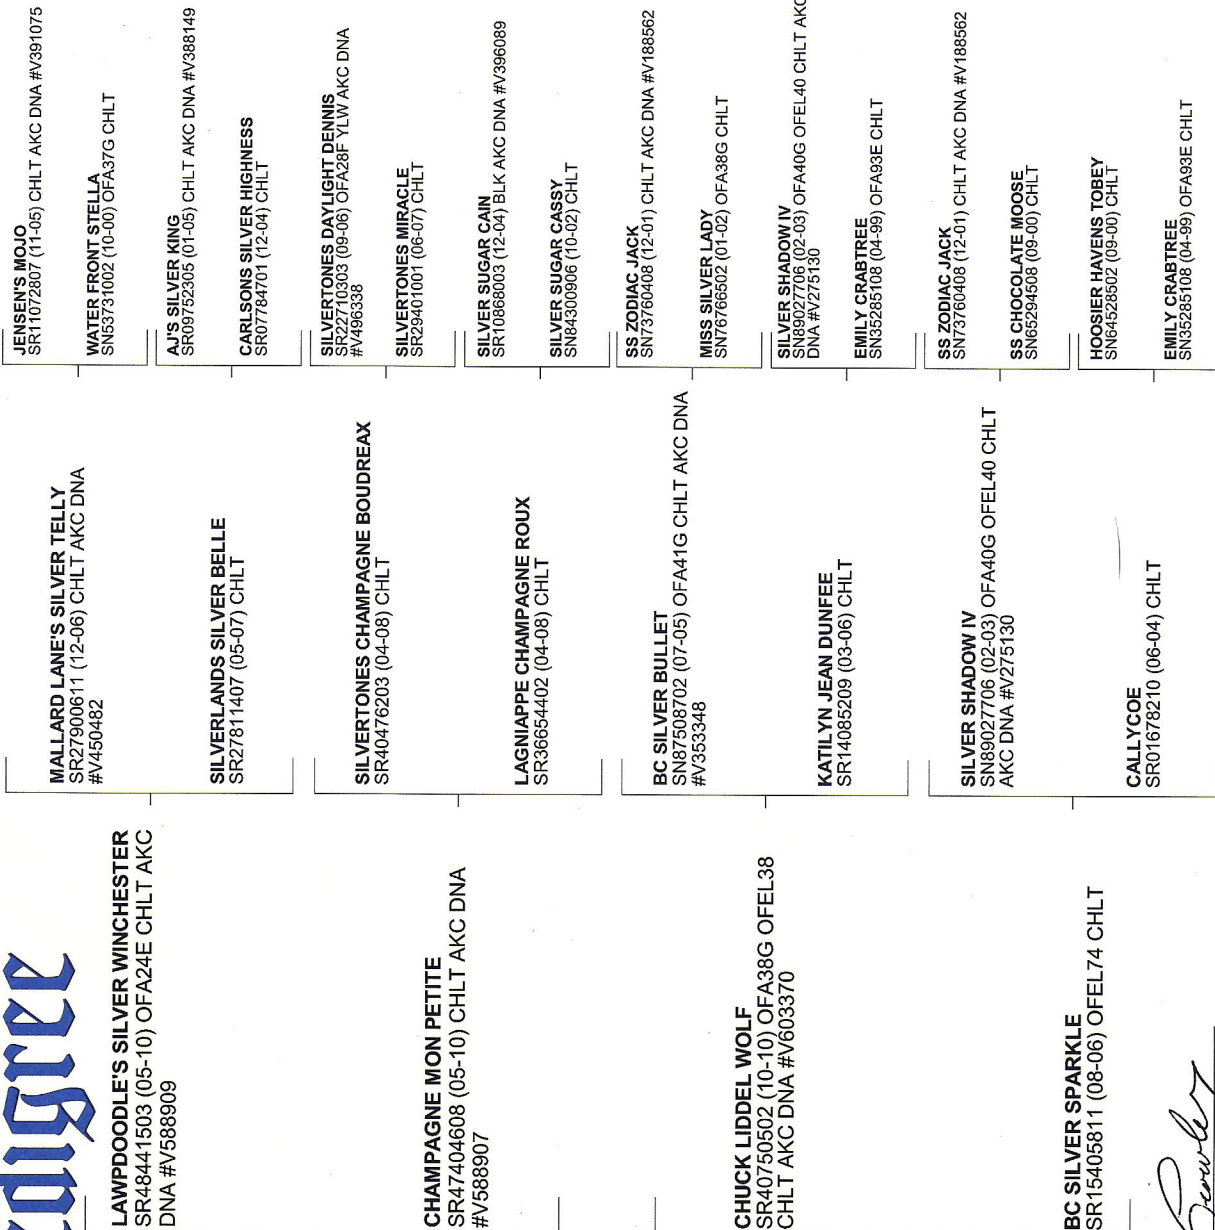 JENSEN'S MOJO
SR11072807 (11-05) CHLT AKC DNA #V391075
WATER FRONT STELLA
SN53731002 (10-00) OFA37G CHLT
AJ'S SILVER KING
SR09752305 (01-05) CHLT AKC DNA #V388149
CARLSONS SILVER HIGHNESS
SR07784701 (12-04) CHLT
SILVERTONES DAYLIGHT DENNIS
SR22710303 (09-06) OFA28F YLW AKC DNA
#V496338
SILVERTONES MIRACLE
SR29401001 (06-07) CHLT
SILVER SUGAR CAIN
SR10868003 (12-04) BLK AKC DNA #V396089
SILVER SUGAR CASSY
SN84300906 (10-02) CHLT
SS ZODIAC JACK
SN73760408 (12-01) CHLT AKC DNA #V188562
MISS SILVER LADY
SN76766502 (01-02) OFA38G CHLT
SILVER SHADOW IV
SN89027706 (02-03) OFA40G OFEL40 CHLT AKC
DNA #V275130
EMILY CRABTREE
SN35285108 (04-99) OFA93E CHLT
SS ZODIAC JACK
SN73760408 (12-01) CHLT AKC DNA #V188562
SS CHOCOLATE MOOSE
SN65294508 (09-00) CHLT
HOOSIER HAVENS TOBEY
SN64528502 (09-00) CHLT
EMILY CRABTREE
SN35285108 (04-99) OFA93E CHLT
MALLARD LANE'S SILVER TELLY
SR27900611 (12-06) CHLT AKC DNA
#V450482
SILVERLANDS SILVER BELLE
SR27811407 (05-07) CHLT
SILVERTONES CHAMPAGNE BOUDREAX
SR40476203 (04-08) CHLT
LAGNIAPPE CHAMPAGNE ROUX
SR36654402 (04-08) CHLT
BC SILVER BULLET
SN87508702 (07-05) OFA41G CHLT AKC DNA
#V353348
KATILYN JEAN DUNFEE
SR14085209 (03-06) CHLT
SILVER SHADOW IV
SN89027706 (02-03) OFA40G OFEL40 CHLT
AKC DNA #V275130
CALLYCOE
SR01678210 (06-04) CHLT
digree
LAWPDOODLE'S SILVER WINCHESTER
SR48441503 (05-10) OFA24E CHLT AKC
DNA #V588909
CHAMPAGNE MON PETITE
SR47404608 (05-10) CHLT AKC DNA
#V588907
CHUCK LIDDEL WOLF
SR40750502 (10-10) OFA38G OFEL38
CHLT AKC DNA #V603370
BC SILVER SPARKLE
SR15405811 (08-06) OFEL74 CHLT